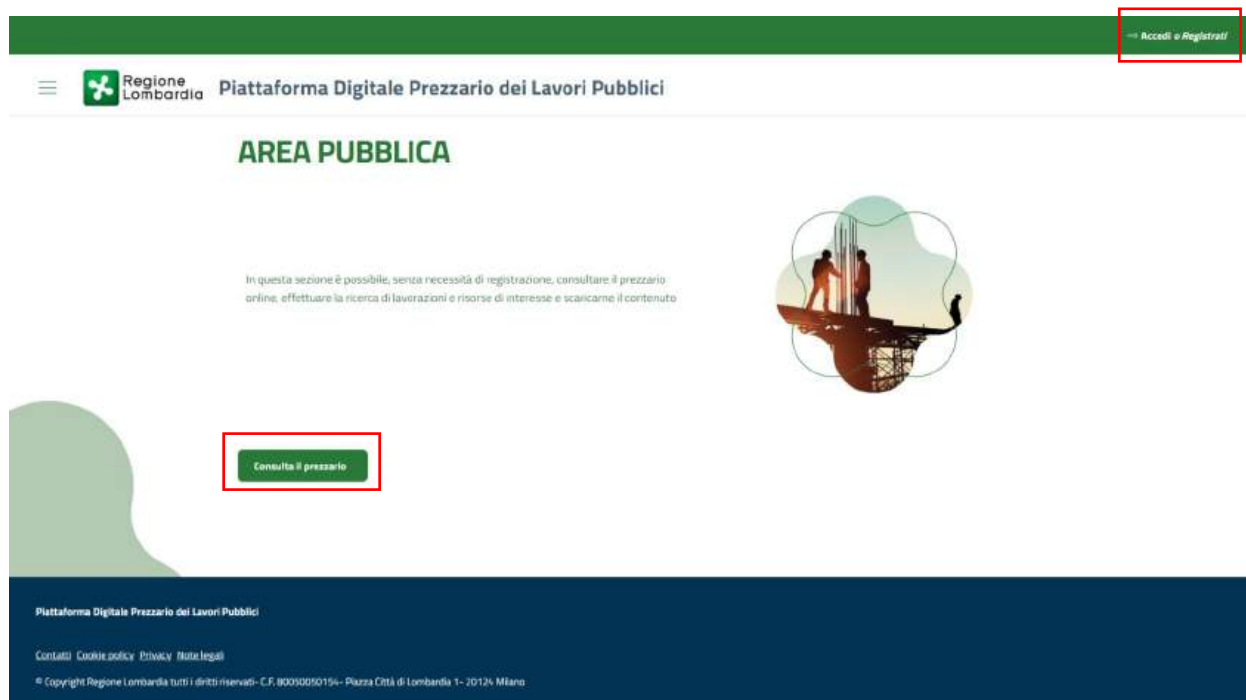 Accedi o Registrati
Regione
Lombardia
Piattaforma Digitale Prezzario dei Lavori Pubblici
AREA PUBBLICA
In questa sezione è possibile, senza necessità di registrazione, consultare il prezzario
online, effettuare la ricerca di lavorazioni e risorse di interesse e scaricarne il contenuto
Consulta il prezzario
Piattaforma Digitale Prezzario dei Lavori Pubblici
Contatti Cookie policy Privacy Note legali
© Copyright Regione Lombardia tutti i diritti riservati- C.F. 80050050154- Piazza Città di Lombardia 1- 20124 Milano